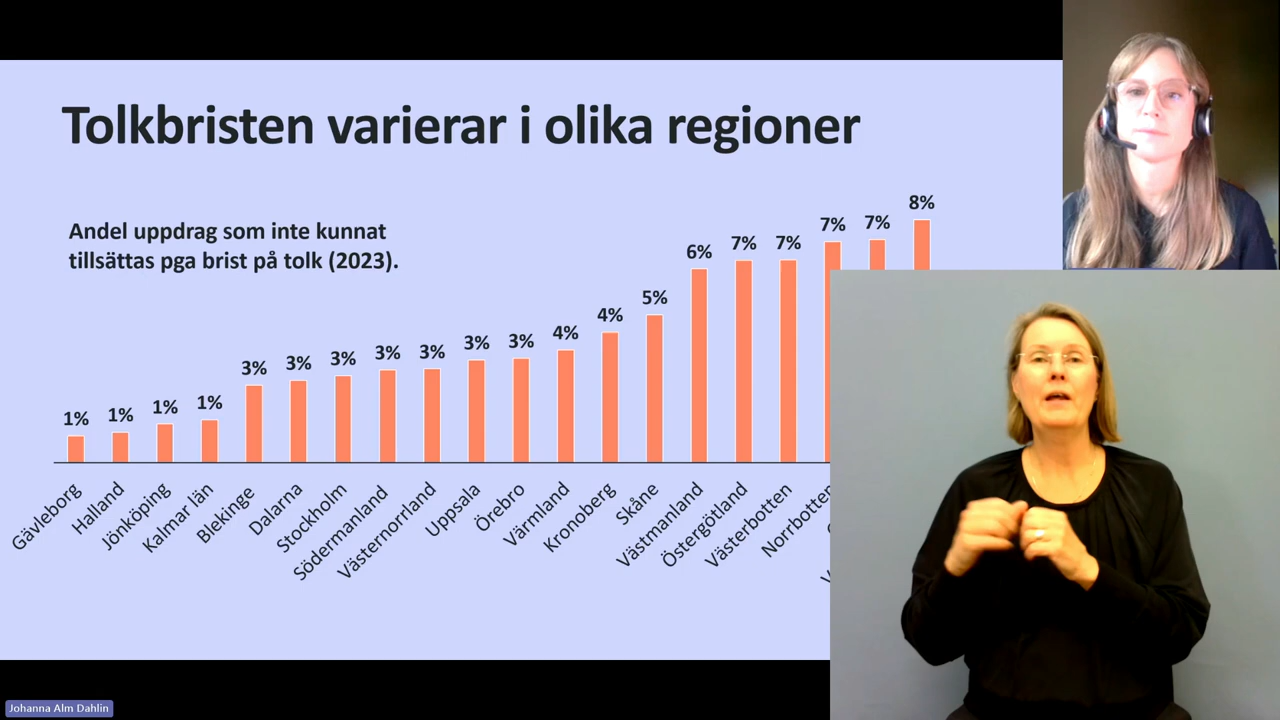 Tolkbristen varierar i olika regioner
Andel uppdrag som inte kunnat
tillsättas pga brist på tolk (2023).
1% 1% 1% 1% 3% 3% 3% 3% 3% 3% 3% 4% 4% 5% 6% 7% 7% 7% 7% 8%
Gävleborg
Halland
Jönköping
Kalmar län
Blekinge
Dalarna
Stockholm
Södermanland
Västernorrland
Uppsala
Örebro
Värmland
Kronoberg
Skåne
Västmanland
Östergötland
Västerbotten
Norrbotten
Johanna Alm Dahlin